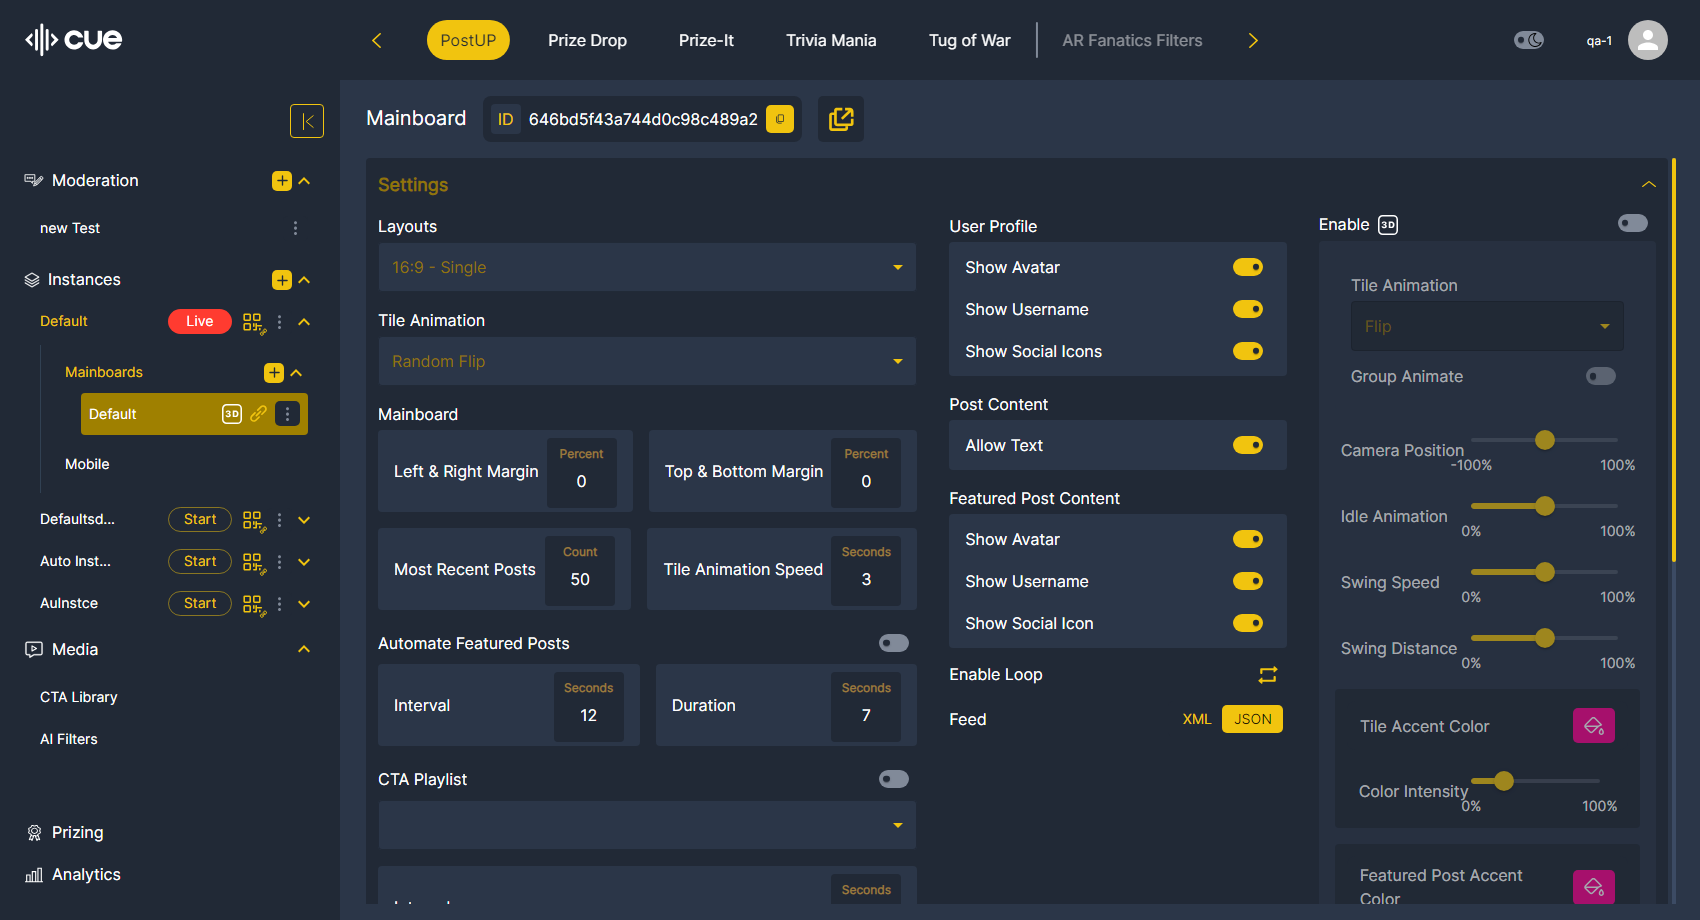 cue
PostUP
Prize Drop
Prize-It
Trivia Mania
Tug of War
AR Fanatics Filters
qa-1
Moderation
new Test
Instances
Default
Live
Mainboards
Default
3D
Mobile
Defaultsd...
Start
Auto Inst...
Start
AuInstce
Start
Media
CTA Library
AI Filters
Prizing
Analytics
Mainboard
ID
646bd5f43a744d0c98c489a2
Settings
Layouts
16:9 - Single
Tile Animation
Random Flip
Mainboard
Left & Right Margin
Percent
0
Top & Bottom Margin
Percent
0
Most Recent Posts
Count
50
Tile Animation Speed
Seconds
3
Automate Featured Posts
Interval
Seconds
12
Duration
Seconds
7
CTA Playlist
Seconds
User Profile
Show Avatar
Show Username
Show Social Icons
Post Content
Allow Text
Featured Post Content
Show Avatar
Show Username
Show Social Icon
Enable Loop
Feed
XML
JSON
Enable
3D
Tile Animation
Flip
Group Animate
Camera Position
-100%
100%
Idle Animation
0%
100%
Swing Speed
0%
100%
Swing Distance
0%
100%
Tile Accent Color
Color Intensity
0%
100%
Featured Post Accent
Color